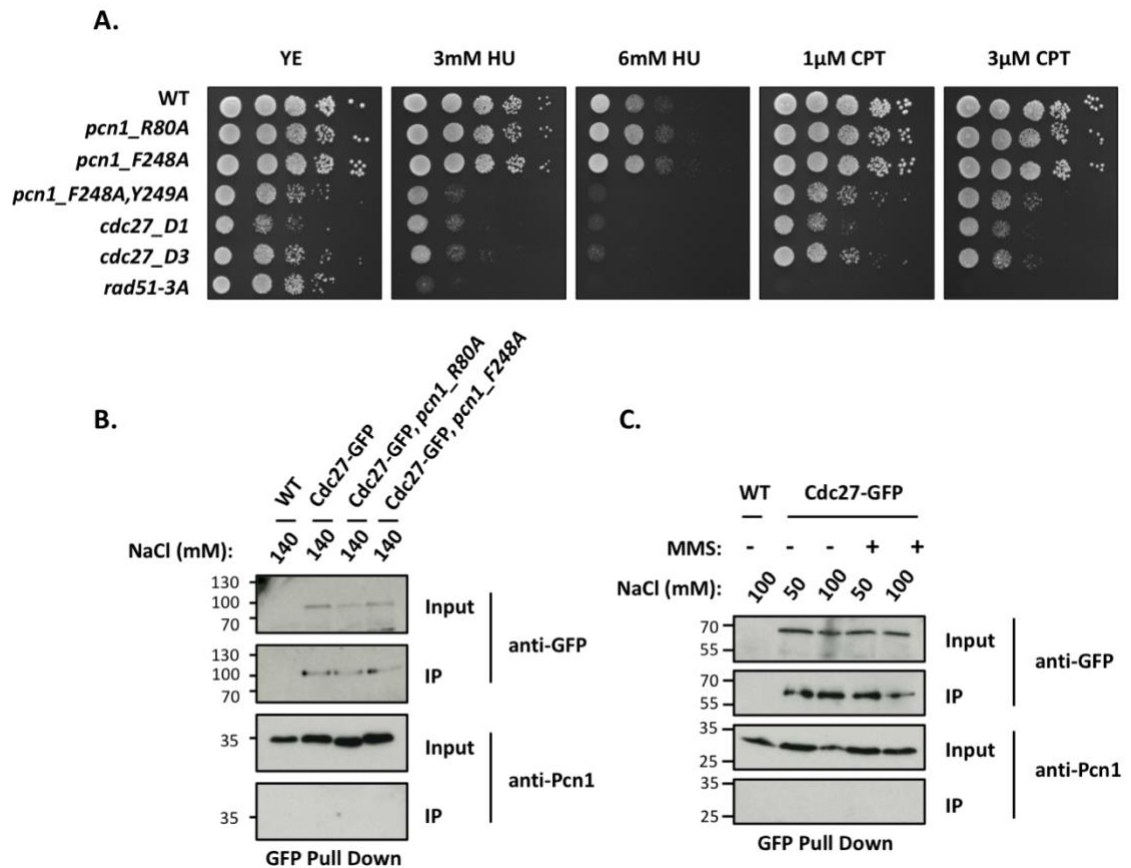 A.
YE 3mM HU 6mM HU 1µM CPT 3µM CPT
WT
pcn1_R80A
pcn1_F248A
pcn1_F248A,Y249A
cdc27_D1
cdc27_D3
rad51-3A
B.
WT
Cdc27-GFP
Cdc27-GFP, pcn1_R80A
Cdc27-GFP, pcn1_F248A
NaCl (mM): 140 140 140 140
130
100
70
Input
130
100
70
IP
anti-GFP
35
Input
35
IP
anti-Pcn1
GFP Pull Down
C.
WT Cdc27-GFP
MMS: - - - + +
NaCl (mM): 100 50 100 50 100
70
55
Input
70
55
IP
anti-GFP
35
25
Input
35
25
IP
anti-Pcn1
GFP Pull Down